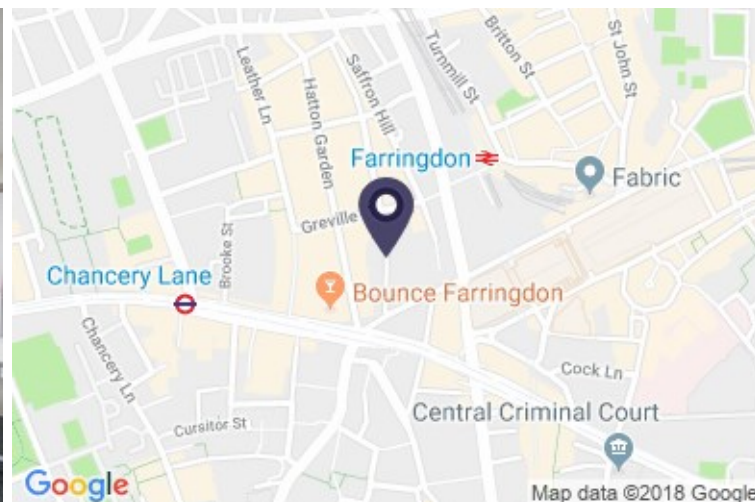 Leather Ln
Hatton Garden
Saffron Hill
Turnmill St
Britton St
St John St
Farringdon
Fabric
Greville
Brooke St
Chancery Lane
Bounce Farringdon
Chancery Ln
Cursitor St
Cock Ln
Central Criminal Court
Google
Map data ©2018 Google